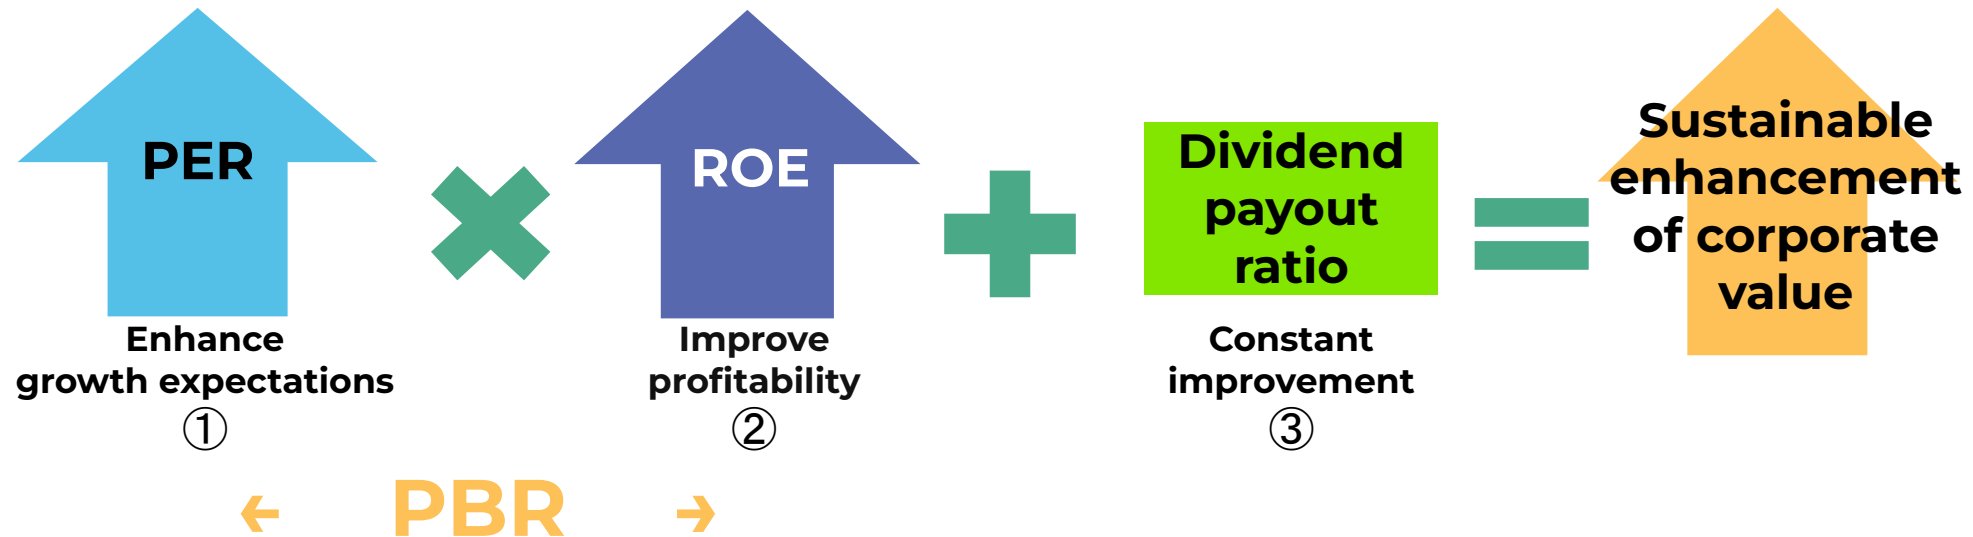 PER
ROE
Dividend
payout
ratio
Sustainable
enhancement
of corporate
value
Enhance
growth expectations
①
Improve
profitability
②
Constant
improvement
③
← PBR →